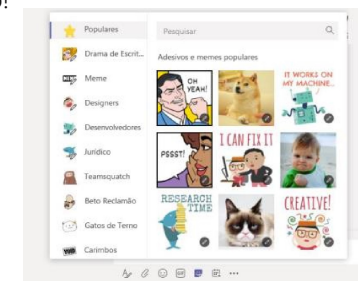 Populares
Drama de Escrit...
Meme
Designers
Desenvolvedores
Jurídico
Teamsquatch
Beto Reclamão
Gatos de Terno
Carimbos
Pesquisar
Adesivos e memes populares
OH YEAH!
IT WORKS ON
MY MACHINE...
PSSST!
I CAN FIX IT
RESEARCH
TIME
CREATIVE!
GIF